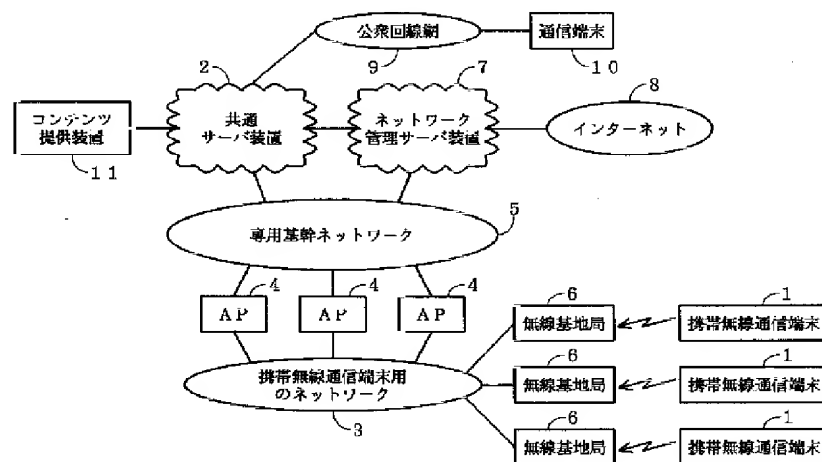 公衆回線網
9
通信端末
10
2
7
8
コンテンツ
提供装置
11
共通
サーバ装置
ネットワーク
管理サーバ装置
インターネット
専用基幹ネットワーク
5
4
4
4
AP
AP
AP
携帯無線通信端末用
のネットワーク
3
6
無線基地局
1
携帯無線通信端末
6
無線基地局
1
携帯無線通信端末
6
無線基地局
1
携帯無線通信端末